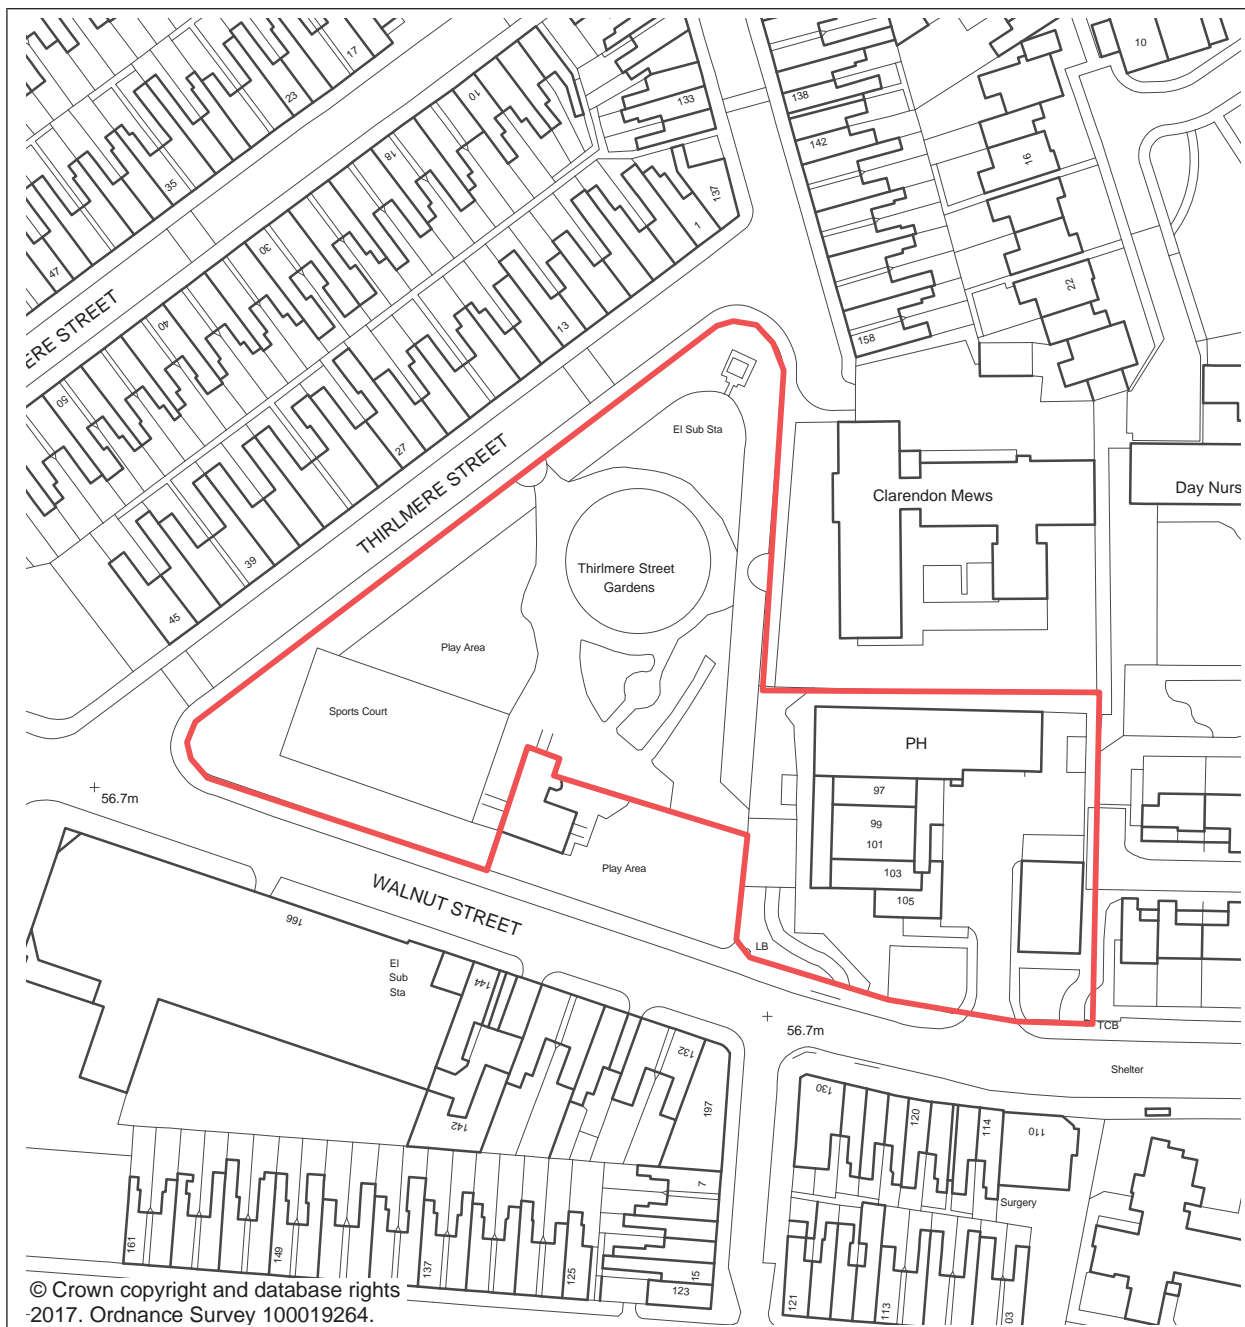 17
10
10
23
133
138
18
142
35
16
137
1
30
47
22
ERE STREET
13
40
158
50
27
El Sub Sta
THIRLMERE STREET
Clarendon Mews
Day Nurs
39
Thirlmere Street
Gardens
45
Play Area
Sports Court
PH
97
56.7m
99
101
103
Play Area
105
WALNUT STREET
166
LB
El
Sub
Sta
144
56.7m
TCB
132
Shelter
130
120
114
110
197
142
7
Surgery
161
149
137
125
15
123
121
113
03
© Crown copyright and database rights
2017. Ordnance Survey 100019264.